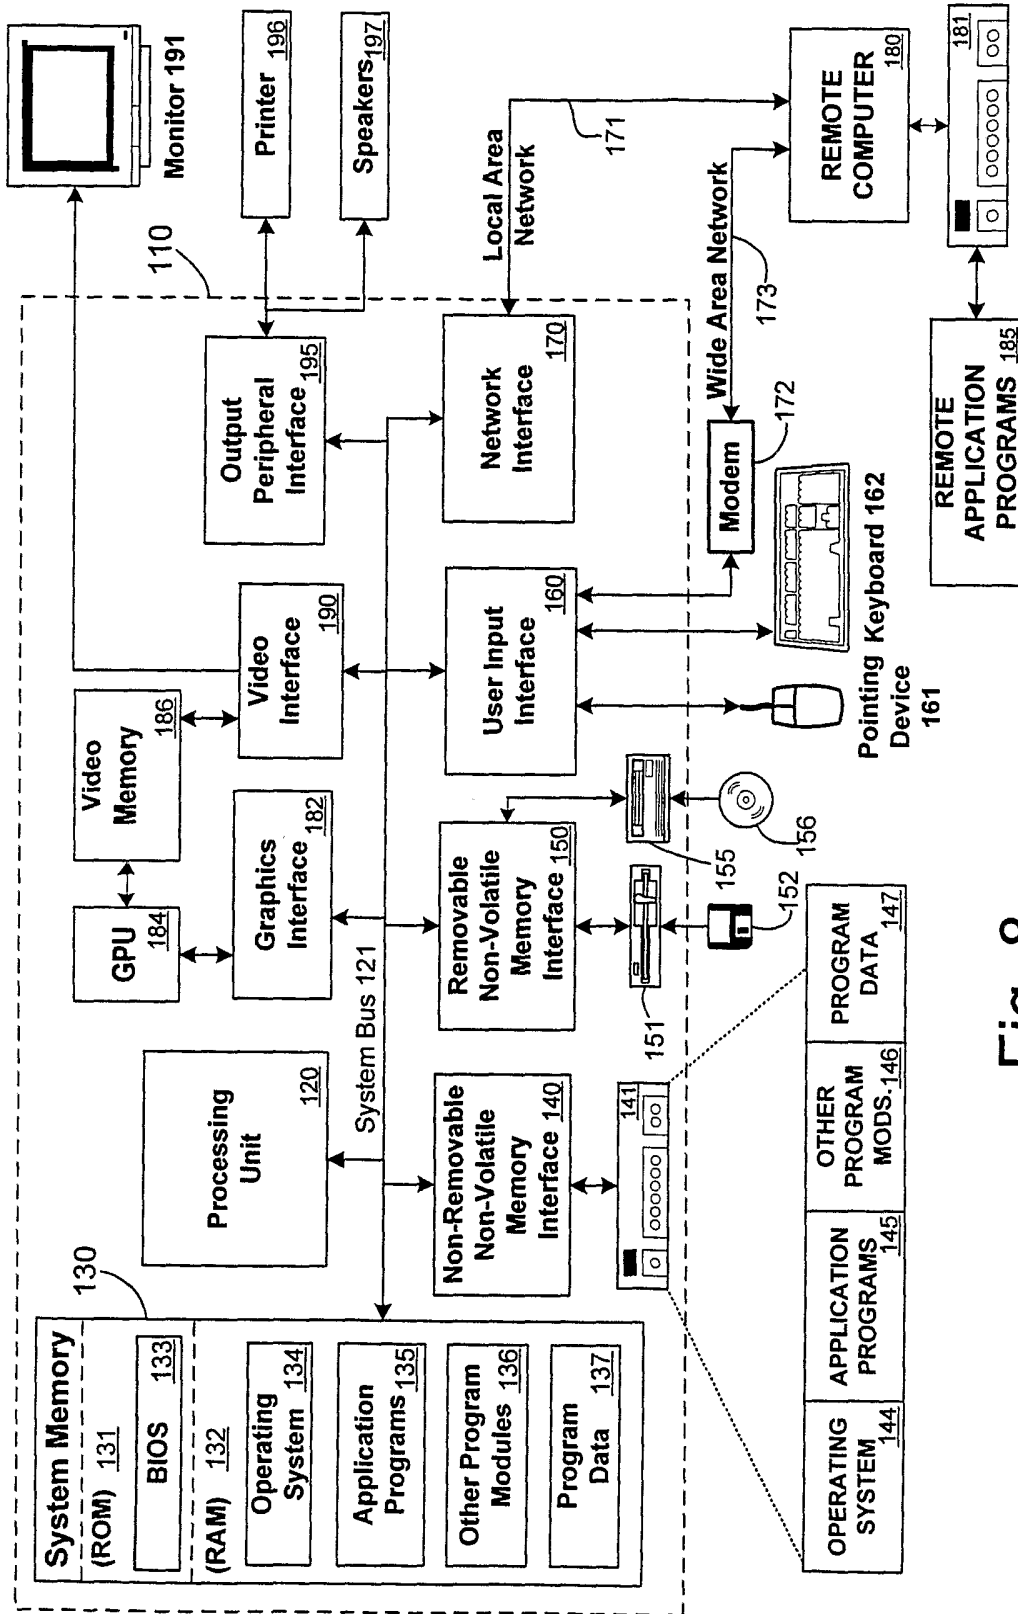 System Memory
130
(ROM) 131
BIOS 133
(RAM) 132
Operating
System 134
Application
Programs 135
Other Program
Modules 136
Program
Data 137
Processing
Unit
120
System Bus 121
GPU
184
Video
Memory
186
Graphics
Interface 182
Video
Interface
190
Output
Peripheral
Interface 195
110
Monitor 191
Printer 196
Speakers 197
Non-Removable
Non-Volatile
Memory
Interface 140
Removable
Non-Volatile
Memory
Interface 150
User Input
Interface
160
Network
Interface
170
Local Area
Network
171
Wide Area Network
173
Modem
172
141
151
152
155
156
Pointing
Device
161
Keyboard 162
REMOTE
COMPUTER
180
181
REMOTE
APPLICATION
PROGRAMS 185
OPERATING
SYSTEM
144
APPLICATION
PROGRAMS
145
OTHER
PROGRAM
MODS. 146
PROGRAM
DATA
147